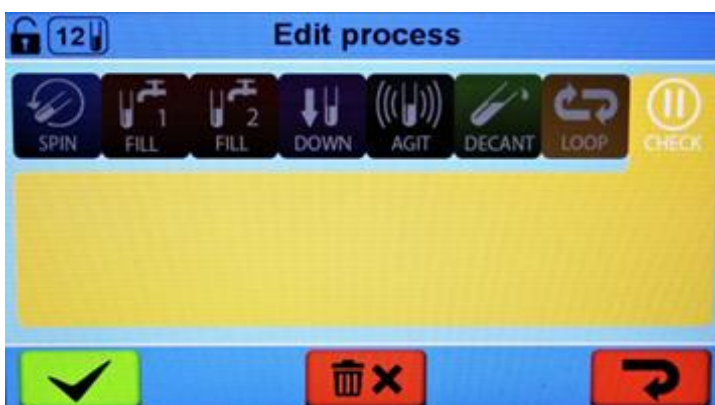 12 Edit process
1 2
SPIN FILL FILL DOWN AGIT DECANT LOOP CHECK